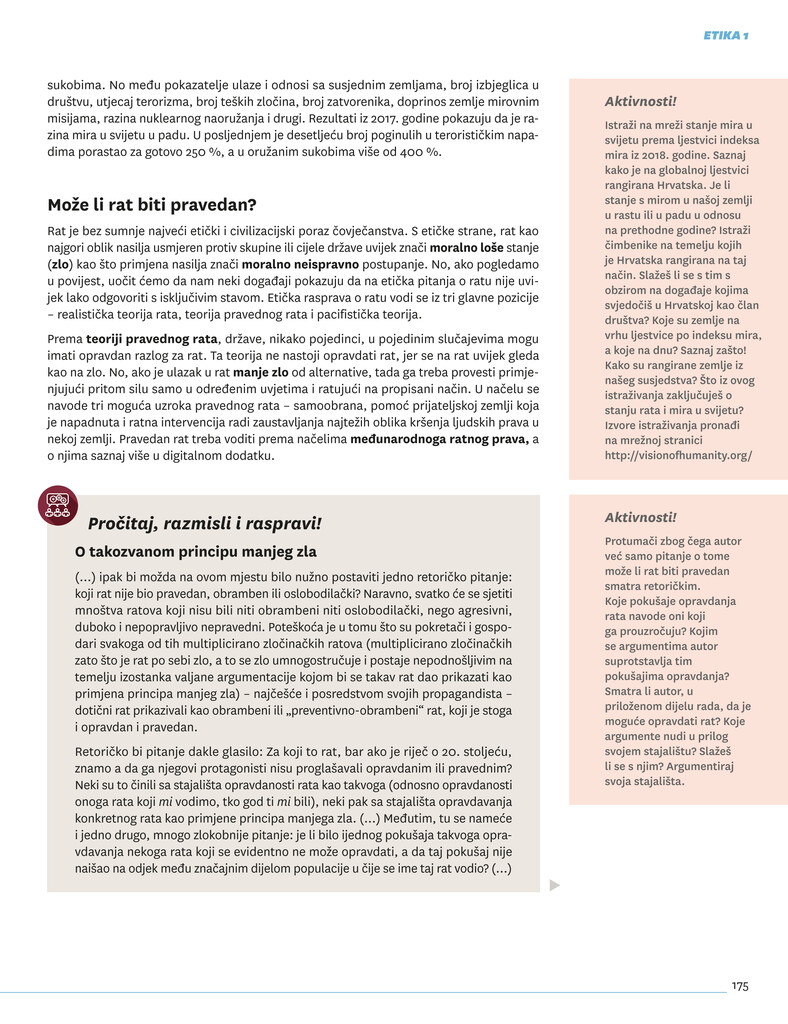 ETIKA 1
sukobima. No među pokazatelje ulaze i odnosi sa susjednim zemljama, broj izbjeglica u
društvu, utjecaj terorizma, broj teških zločina, broj zatvorenika, doprinos zemlje mirovnim
misijama, razina nuklearnog naoružanja i drugi. Rezultati iz 2017. godine pokazuju da je ra-
zina mira u svijetu u padu. U posljednjem je desetljeću broj poginulih u terorističkim napa-
dima porastao za gotovo 250 %, a u oružanim sukobima više od 400 %.
Može li rat biti pravedan?
Rat je bez sumnje najveći etički i civilizacijski poraz čovječanstva. S etičke strane, rat kao
najgori oblik nasilja usmjeren protiv skupine ili cijele države uvijek znači moralno loše stanje
(zlo) kao što primjena nasilja znači moralno neispravno postupanje. No, ako pogledamo
u povijest, uočit ćemo da nam neki događaji pokazuju da na etička pitanja o ratu nije uvi-
jek lako odgovoriti s isključivim stavom. Etička rasprava o ratu vodi se iz tri glavne pozicije
– realistička teorija rata, teorija pravednog rata i pacifistička teorija.
Prema teoriji pravednog rata, države, nikako pojedinci, u pojedinim slučajevima mogu
imati opravdan razlog za rat. Ta teorija ne nastoji opravdati rat, jer se na rat uvijek gleda
kao na zlo. No, ako je ulazak u rat manje zlo od alternative, tada ga treba provesti primje-
njujući pritom silu samo u određenim uvjetima i ratujući na propisani način. U načelu se
navode tri moguća uzroka pravednog rata – samoobrana, pomoć prijateljskoj zemlji koja
je napadnuta i ratna intervencija radi zaustavljanja najtežih oblika kršenja ljudskih prava u
nekoj zemlji. Pravedan rat treba voditi prema načelima međunarodnoga ratnog prava, a
o njima saznaj više u digitalnom dodatku.
Pročitaj, razmisli i raspravi!
O takozvanom principu manjeg zla
(...) ipak bi možda na ovom mjestu bilo nužno postaviti jedno retoričko pitanje:
koji rat nije bio pravedan, obramben ili oslobodilački? Naravno, svatko će se sjetiti
mnoštva ratova koji nisu bili niti obrambeni niti oslobodilački, nego agresivni,
duboko i nepopravljivo nepravedni. Poteškoća je u tomu što su pokretači i gospo-
dari svakoga od tih multiplicirano zločinačkih ratova (multiplicirano zločinačkih
zato što je rat po sebi zlo, a to se zlo umnogostručuje i postaje nepodnošljivim na
temelju izostanka valjane argumentacije kojom bi se takav rat dao prikazati kao
primjena principa manjeg zla) – najčešće i posredstvom svojih propagandista –
dotični rat prikazivali kao obrambeni ili „preventivno-obrambeni“ rat, koji je stoga
i opravdan i pravedan.
Retoričko bi pitanje dakle glasilo: Za koji to rat, bar ako je riječ o 20. stoljeću,
znamo a da ga njegovi protagonisti nisu proglašavali opravdanim ili pravednim?
Neki su to činili sa stajališta opravdanosti rata kao takvoga (odnosno opravdanosti
onoga rata koji mi vodimo, tko god ti mi bili), neki pak sa stajališta opravdavanja
konkretnog rata kao primjene principa manjega zla. (...) Međutim, tu se nameće
i jedno drugo, mnogo zlokobnije pitanje: je li bilo ijednog pokušaja takvoga opra-
vdavanja nekoga rata koji se evidentno ne može opravdati, a da taj pokušaj nije
naišao na odjek među značajnim dijelom populacije u čije se ime taj rat vodio? (...)
Aktivnosti!
Istraži na mreži stanje mira u
svijetu prema ljestvici indeksa
mira iz 2018. godine. Saznaj
kako je na globalnoj ljestvici
rangirana Hrvatska. Je li
stanje s mirom u našoj zemlji
u rastu ili u padu u odnosu
na prethodne godine? Istraži
čimbenike na temelju kojih
je Hrvatska rangirana na taj
način. Slažeš li se s tim s
obzirom na događaje kojima
svjedočiš u Hrvatskoj kao član
društva? Koje su zemlje na
vrhu ljestvice po indeksu mira,
a koje na dnu? Saznaj zašto!
Kako su rangirane zemlje iz
našeg susjedstva? Što iz ovog
istraživanja zaključuješ o
stanju rata i mira u svijetu?
Izvore istraživanja pronađi
na mrežnoj stranici
http://visionofhumanity.org/
Aktivnosti!
Protumači zbog čega autor
već samo pitanje o tome
može li rat biti pravedan
smatra retoričkim.
Koje pokušaje opravdanja
rata navode oni koji
ga prouzročuju? Kojim
se argumentima autor
suprotstavlja tim
pokušajima opravdanja?
Smatra li autor, u
priloženom dijelu rada, da je
moguće opravdati rat? Koje
argumente nudi u prilog
svojem stajalištu? Slažeš
li se s njim? Argumentiraj
svoja stajališta.
175